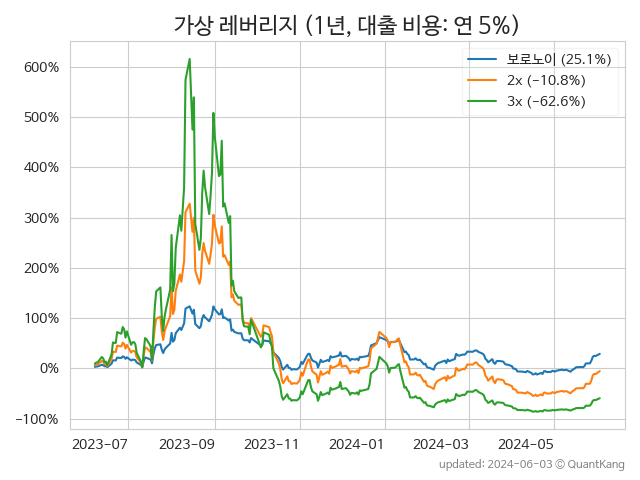 가상 레버리지 (1년, 대출 비용: 연 5%)
보로노이 (25.1%)
2x (−10.8%)
3x (−62.6%)
600%
500%
400%
300%
200%
100%
0%
−100%
2023-07 2023-09 2023-11 2024-01 2024-03 2024-05
updated: 2024-06-03 © QuantKang